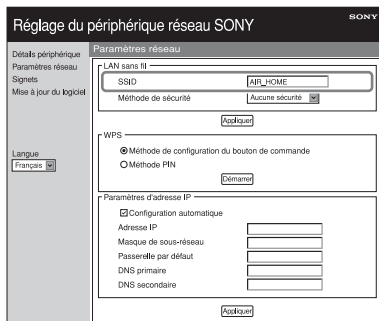 Réglage du périphérique réseau SONY
SONY
Détails périphérique
Paramètres réseau
Signets
Mise à jour du logiciel
Langue
Français
Paramètres réseau
LAN sans fil
SSID AIR_HOME
Méthode de sécurité Aucune sécurité
Appliquer
WPS
Méthode de configuration du bouton de commande
Méthode PIN
Démarrer
Paramètres d'adresse IP
Configuration automatique
Adresse IP
Masque de sous-réseau
Passerelle par défaut
DNS primaire
DNS secondaire
Appliquer